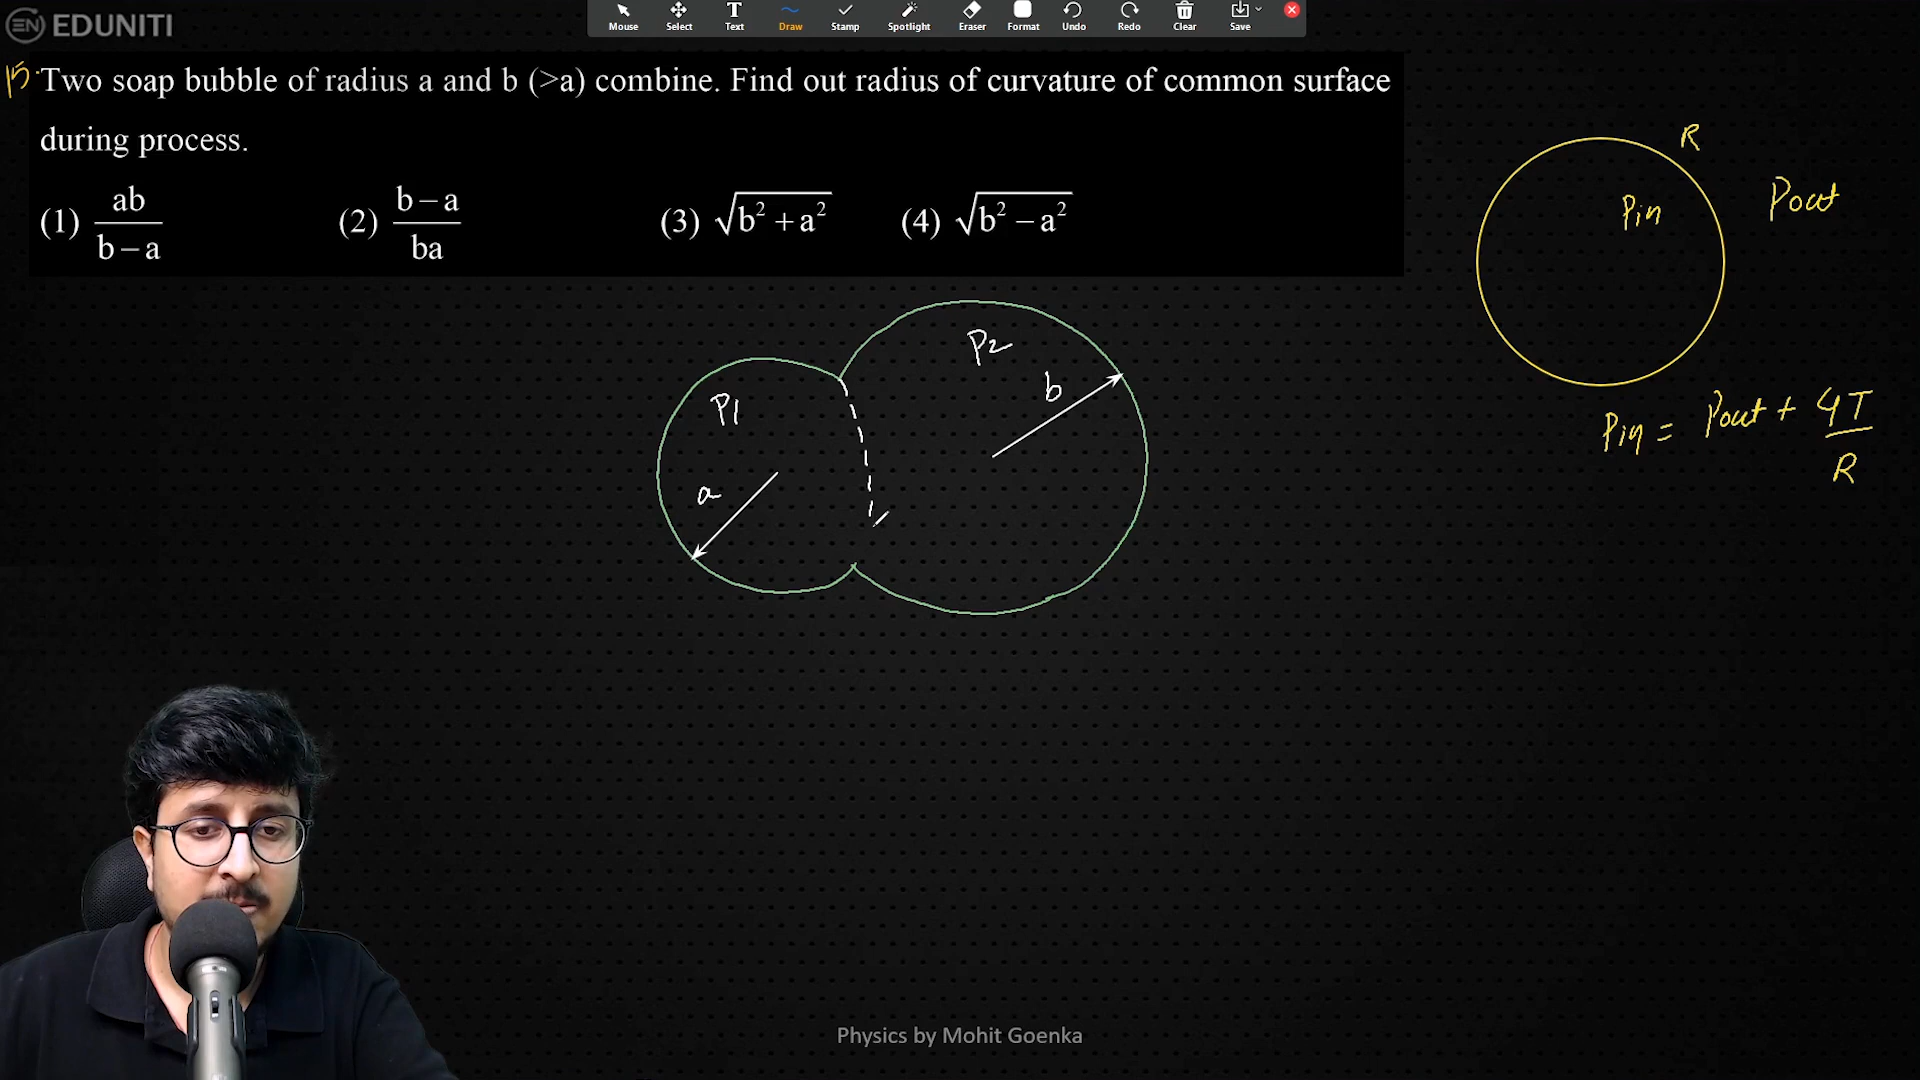 EN EDUNITI
Mouse Select Text Draw Stamp Spotlight Eraser Format Undo Redo Clear Save
15. Two soap bubble of radius a and b (>a) combine. Find out radius of curvature of common surface
during process.
(1) ab / b – a (2) b – a / ba (3) √b² + a² (4) √b² – a²
R
Pin
Pout
Pin = Pout + 4T / R
P1
a
P2
b
Physics by Mohit Goenka